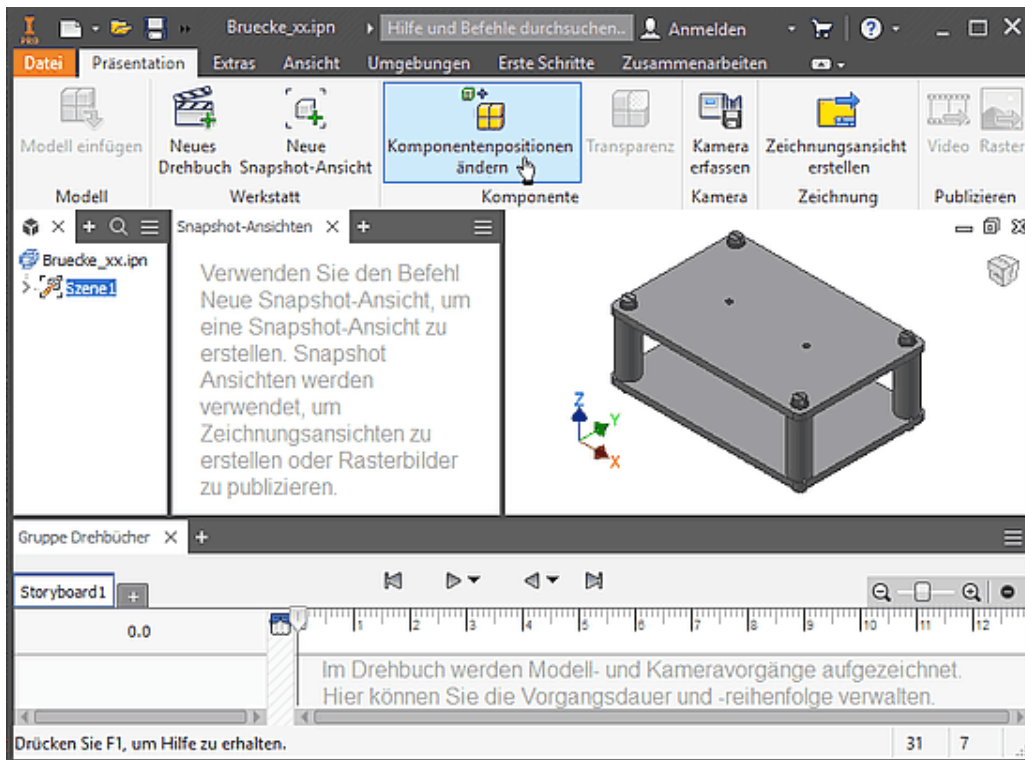 PRO
Bruecke_xx.ipn
Hilfe und Befehle durchsuchen..
Anmelden
Datei Präsentation Extras Ansicht Umgebungen Erste Schritte Zusammenarbeiten
Modell einfügen
Neues
Drehbuch
Neue
Snapshot-Ansicht
Komponentenpositionen
ändern
Transparenz
Kamera
erfassen
Zeichnungsansicht
erstellen
Video
Raster
Modell Werkstatt Komponente Kamera Zeichnung Publizieren
Bruecke_xx.ipn
Szene1
Snapshot-Ansichten
Verwenden Sie den Befehl
Neue Snapshot-Ansicht, um
eine Snapshot-Ansicht zu
erstellen. Snapshot
Ansichten werden
verwendet, um
Zeichnungsansichten zu
erstellen oder Rasterbilder
zu publizieren.
Z
Y
X
Gruppe Drehbücher
Storyboard1
0.0
1 2 3 4 5 6 7 8 9 10 11 12
Im Drehbuch werden Modell- und Kameravorgänge aufgezeichnet.
Hier können Sie die Vorgangsdauer und -reihenfolge verwalten.
Drücken Sie F1, um Hilfe zu erhalten.
31 7